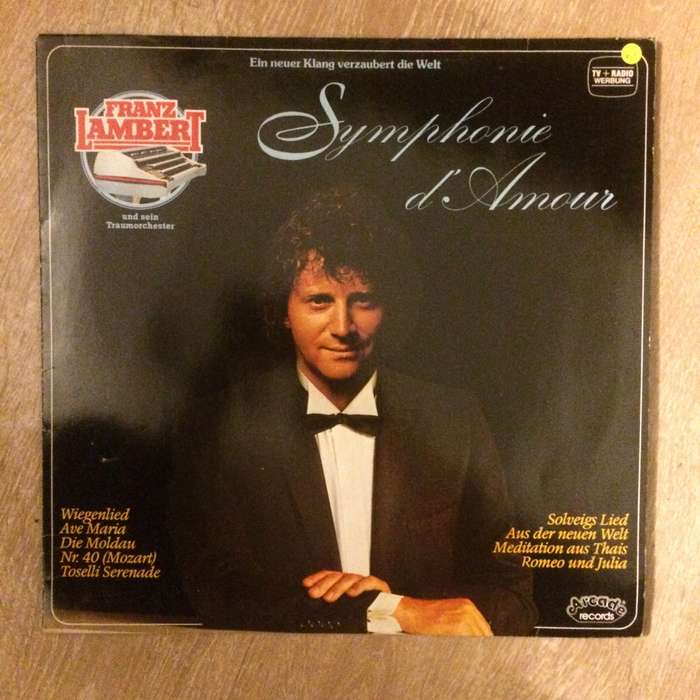 Ein neuer Klang verzaubert die Welt
TV + RADIO
WERBUNG
FRANZ
LAMBERT
und sein
Traumorchester
Symphonie
d'Amour
Wiegenlied
Ave Maria
Die Moldau
Nr. 40 (Mozart)
Toselli Serenade
Solveigs Lied
Aus der neuen Welt
Meditation aus Thais
Romeo und Julia
Arcade
records